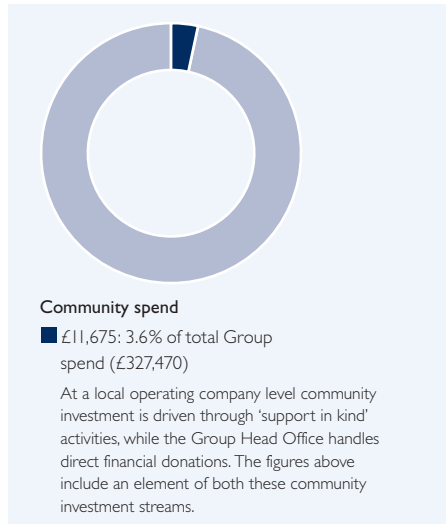 Community spend
£11,675: 3.6% of total Group
spend (£327,470)
At a local operating company level community
investment is driven through ‘support in kind’
activities, while the Group Head Office handles
direct financial donations. The figures above
include an element of both these community
investment streams.